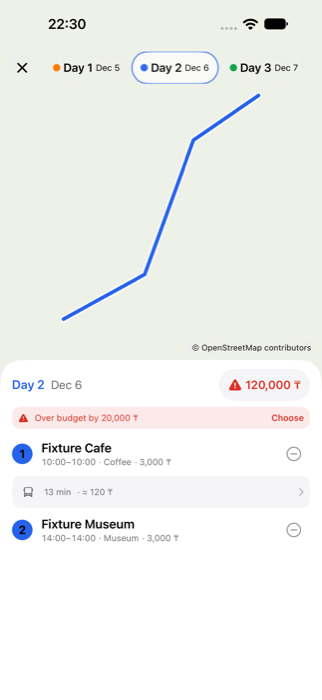 22:30
Day 1 Dec 5
Day 2 Dec 6
Day 3 Dec 7
© OpenStreetMap contributors
Day 2 Dec 6
120,000 ₸
Over budget by 20,000 ₸
Choose
1
Fixture Cafe
10:00–10:00 · Coffee · 3,000 ₸
13 min · ≈ 120 ₸
2
Fixture Museum
14:00–14:00 · Museum · 3,000 ₸